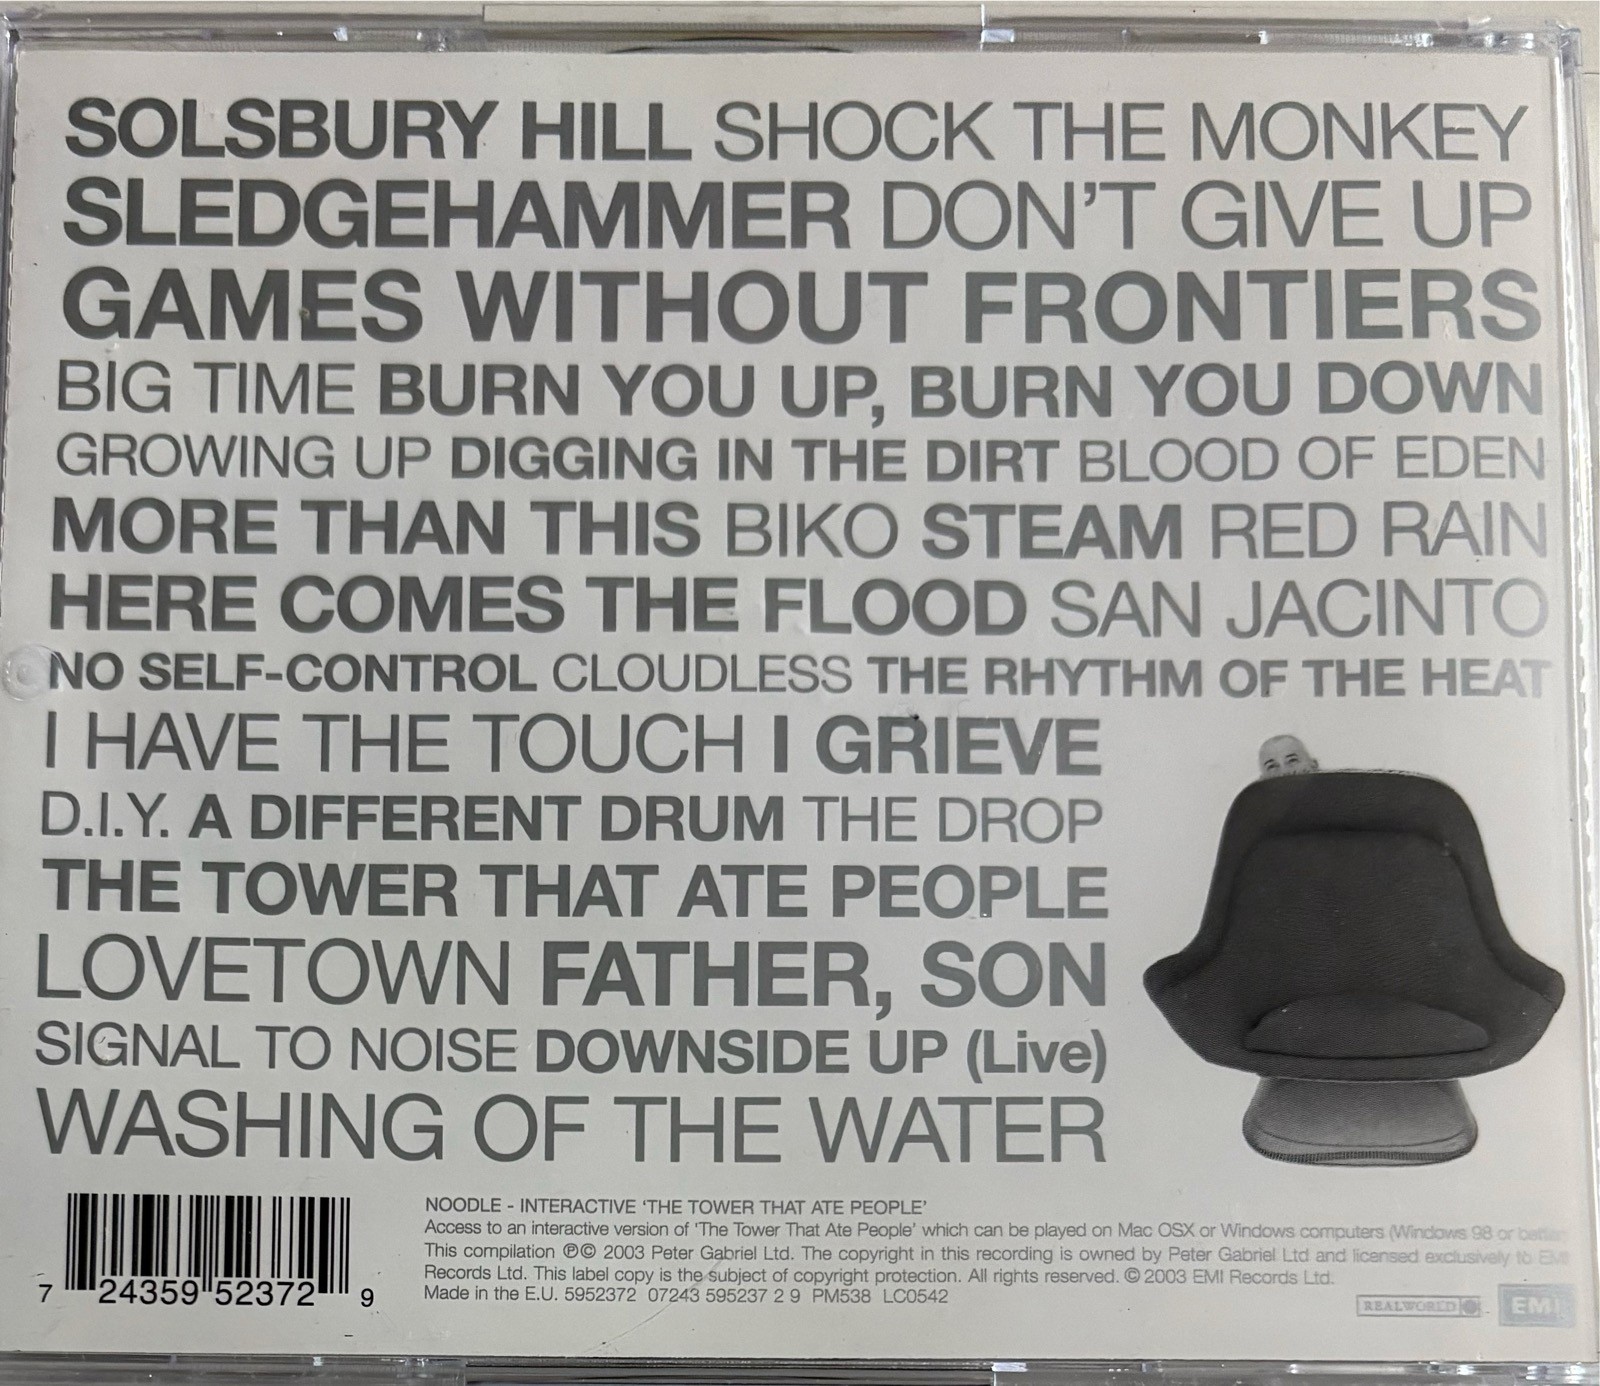 SOLSBURY HILL SHOCK THE MONKEY
SLEDGEHAMMER DON'T GIVE UP
GAMES WITHOUT FRONTIERS
BIG TIME BURN YOU UP, BURN YOU DOWN
GROWING UP DIGGING IN THE DIRT BLOOD OF EDEN
MORE THAN THIS BIKO STEAM RED RAIN
HERE COMES THE FLOOD SAN JACINTO
NO SELF-CONTROL CLOUDLESS THE RHYTHM OF THE HEAT
I HAVE THE TOUCH I GRIEVE
D.I.Y. A DIFFERENT DRUM THE DROP
THE TOWER THAT ATE PEOPLE
LOVETOWN FATHER, SON
SIGNAL TO NOISE DOWNSIDE UP (Live)
WASHING OF THE WATER
NOODLE - INTERACTIVE 'THE TOWER THAT ATE PEOPLE'
Access to an interactive version of 'The Tower That Ate People' which can be played on Mac OSX or Windows computers (Windows 98 or better
This compilation ℗© 2003 Peter Gabriel Ltd. The copyright in this recording is owned by Peter Gabriel Ltd and licensed exclusively to EMI
Records Ltd. This label copy is the subject of copyright protection. All rights reserved. © 2003 EMI Records Ltd.
Made in the E.U. 5952372 07243 595237 2 9 PM538 LC0542
7 24359 52372 9
REALWORLD
EMI